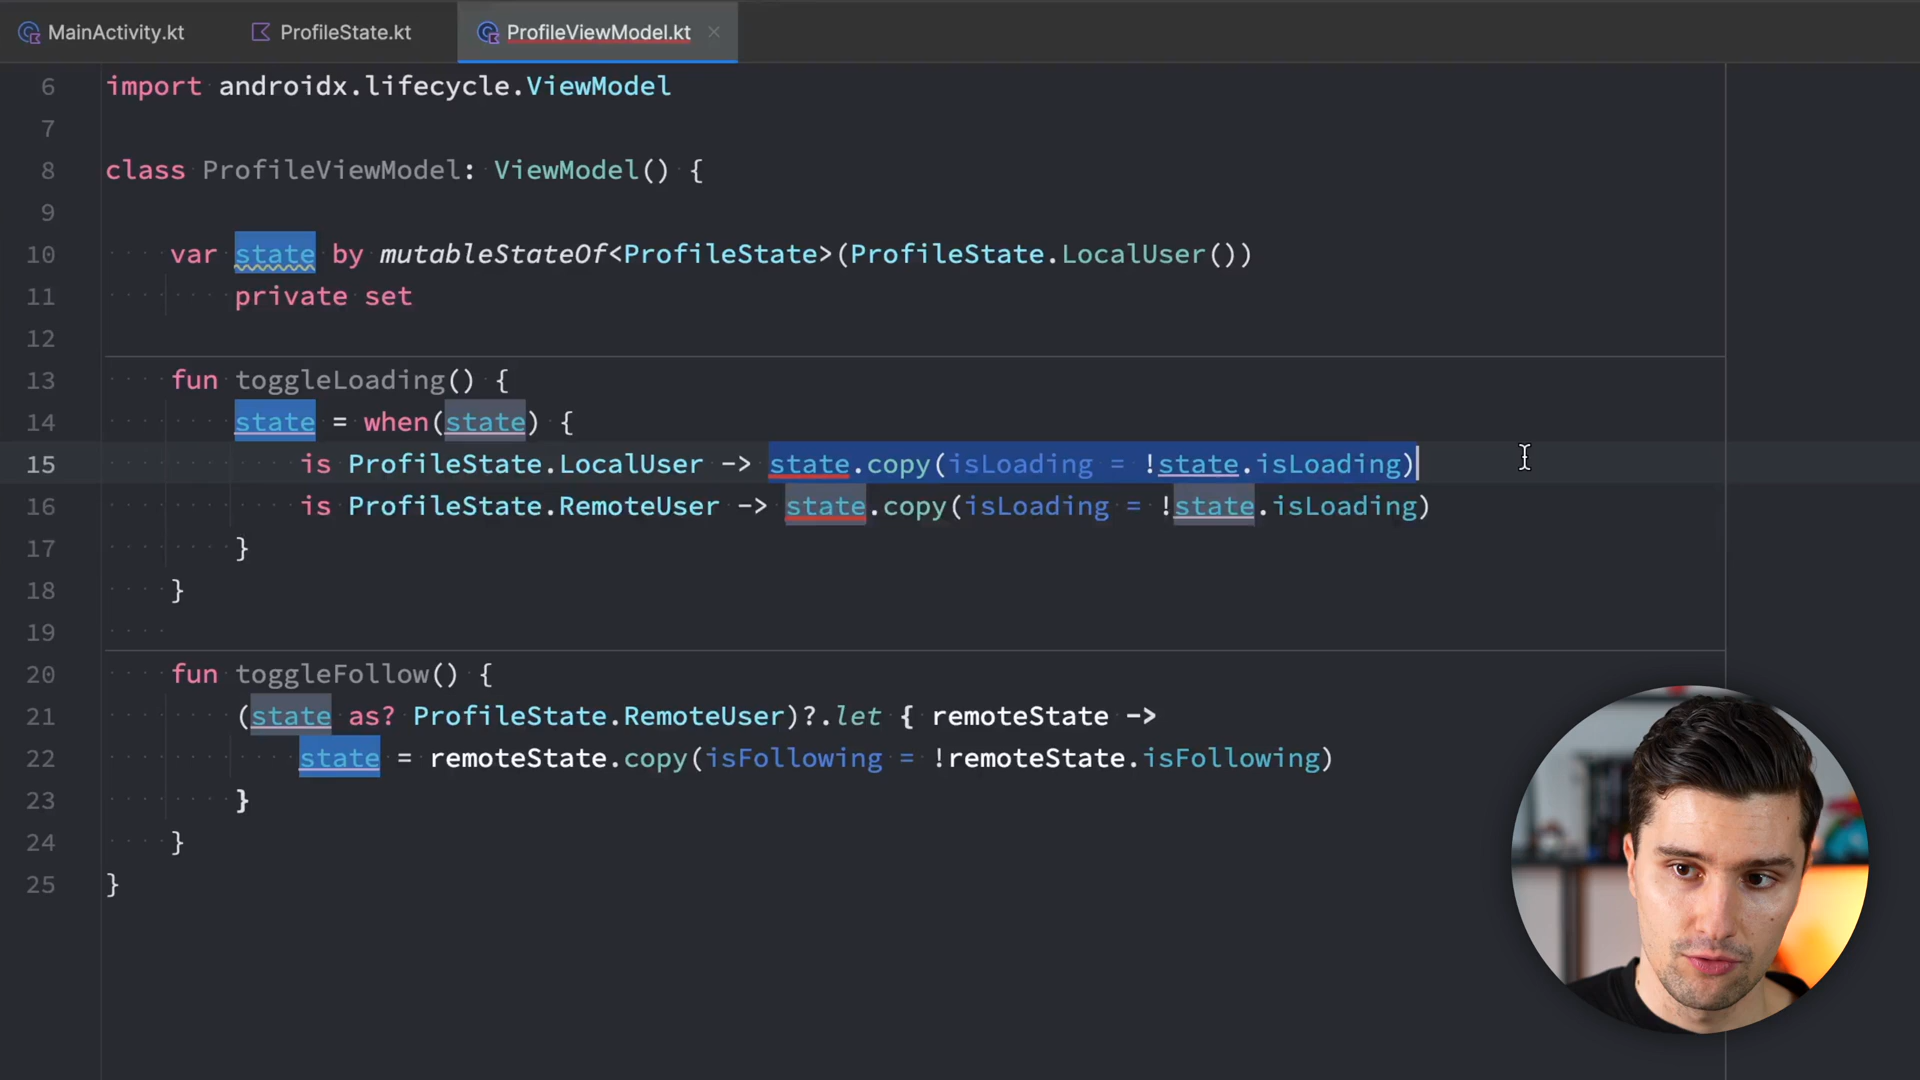 MainActivity.kt ProfileState.kt ProfileViewModel.kt ×
6 import androidx.lifecycle.ViewModel
7
8 class ProfileViewModel: ViewModel() {
9
10 var state by mutableStateOf<ProfileState>(ProfileState.LocalUser())
11 private set
12
13 fun toggleLoading() {
14 state = when(state) {
15 is ProfileState.LocalUser -> state.copy(isLoading = !state.isLoading)
16 is ProfileState.RemoteUser -> state.copy(isLoading = !state.isLoading)
17 }
18 }
19
20 fun toggleFollow() {
21 (state as? ProfileState.RemoteUser)?.let { remoteState ->
22 state = remoteState.copy(isFollowing = !remoteState.isFollowing)
23 }
24 }
25 }